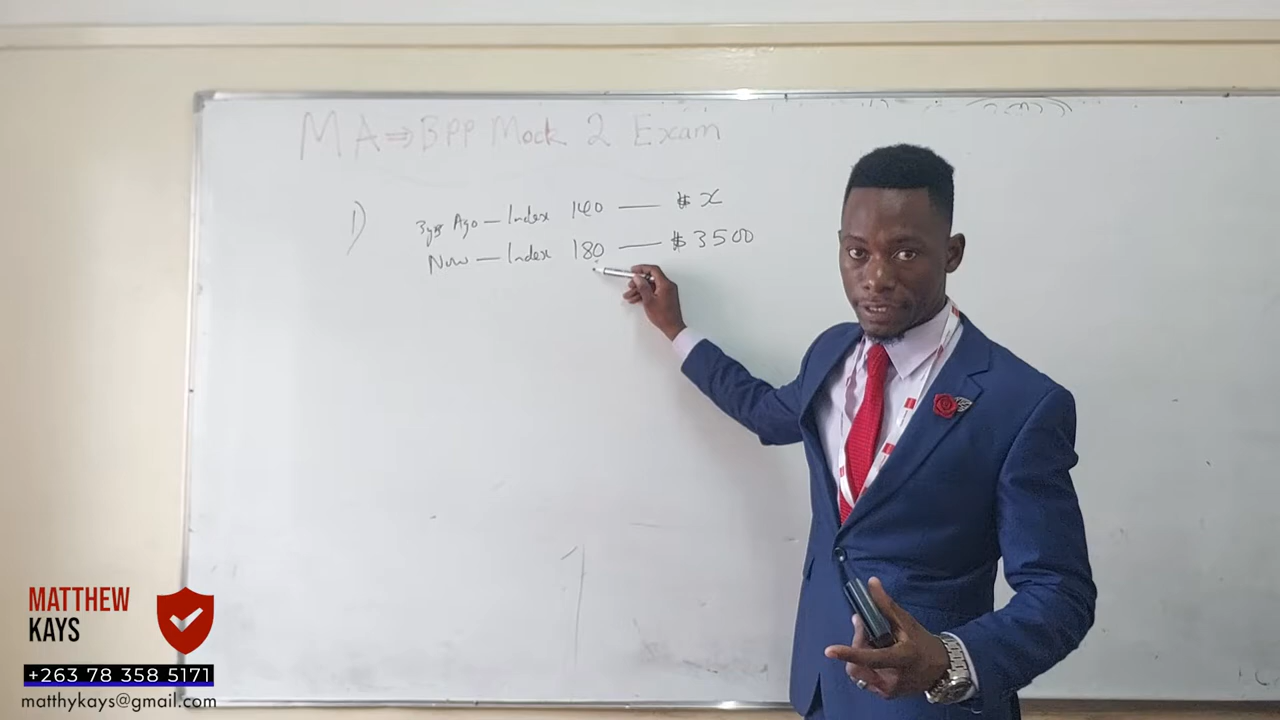 MA⇒BPP Mock 2 Exam
1) 3yrs Ago — Index 140 — $ x
Now — Index 180 — $ 3500
MATTHEW
KAYS
+263 78 358 5171
matthykays@gmail.com